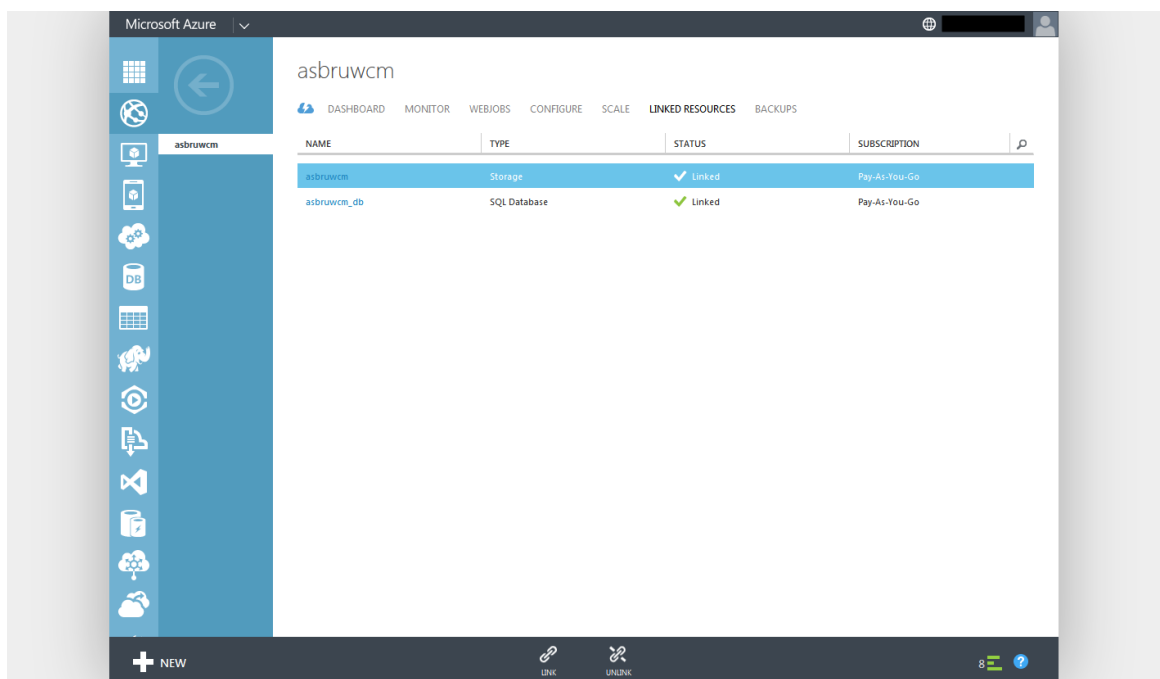 Microsoft Azure
asbruwcm
DASHBOARD MONITOR WEBJOBS CONFIGURE SCALE LINKED RESOURCES BACKUPS
asbruwcm
NAME TYPE STATUS SUBSCRIPTION
asbruwcm Storage Linked Pay-As-You-Go
asbruwcm_db SQL Database Linked Pay-As-You-Go
DB
NEW
LINK
UNLINK
8
?